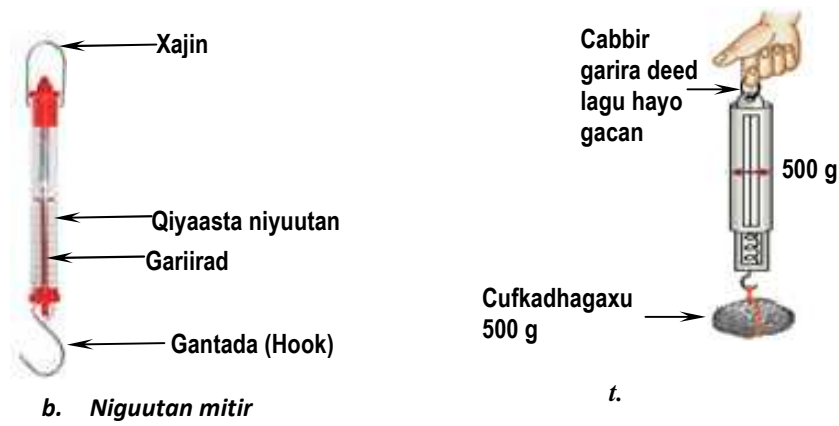 Xajin
Qiyaasta niyuutan
Gariirad
Gantada (Hook)
b. Niguutan mitir
Cabbir
garira deed
lagu hayo
gacan
500 g
Cufkadhagaxu
500 g
t.